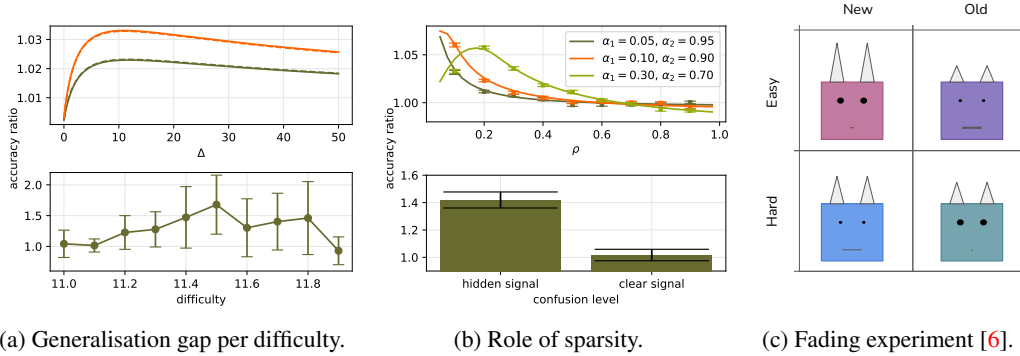 accuracy ratio
1.03
1.02
1.01
0 10 20 30 40 50
Δ
2.0
1.5
1.0
11.0 11.2 11.4 11.6 11.8
difficulty
(a) Generalisation gap per difficulty.
accuracy ratio
1.05
1.00
α1 = 0.05, α2 = 0.95
α1 = 0.10, α2 = 0.90
α1 = 0.30, α2 = 0.70
0.2 0.4 0.6 0.8 1.0
ρ
1.6
1.4
1.2
1.0
hidden signal clear signal
confusion level
(b) Role of sparsity.
New Old
Easy
Hard
(c) Fading experiment [6].